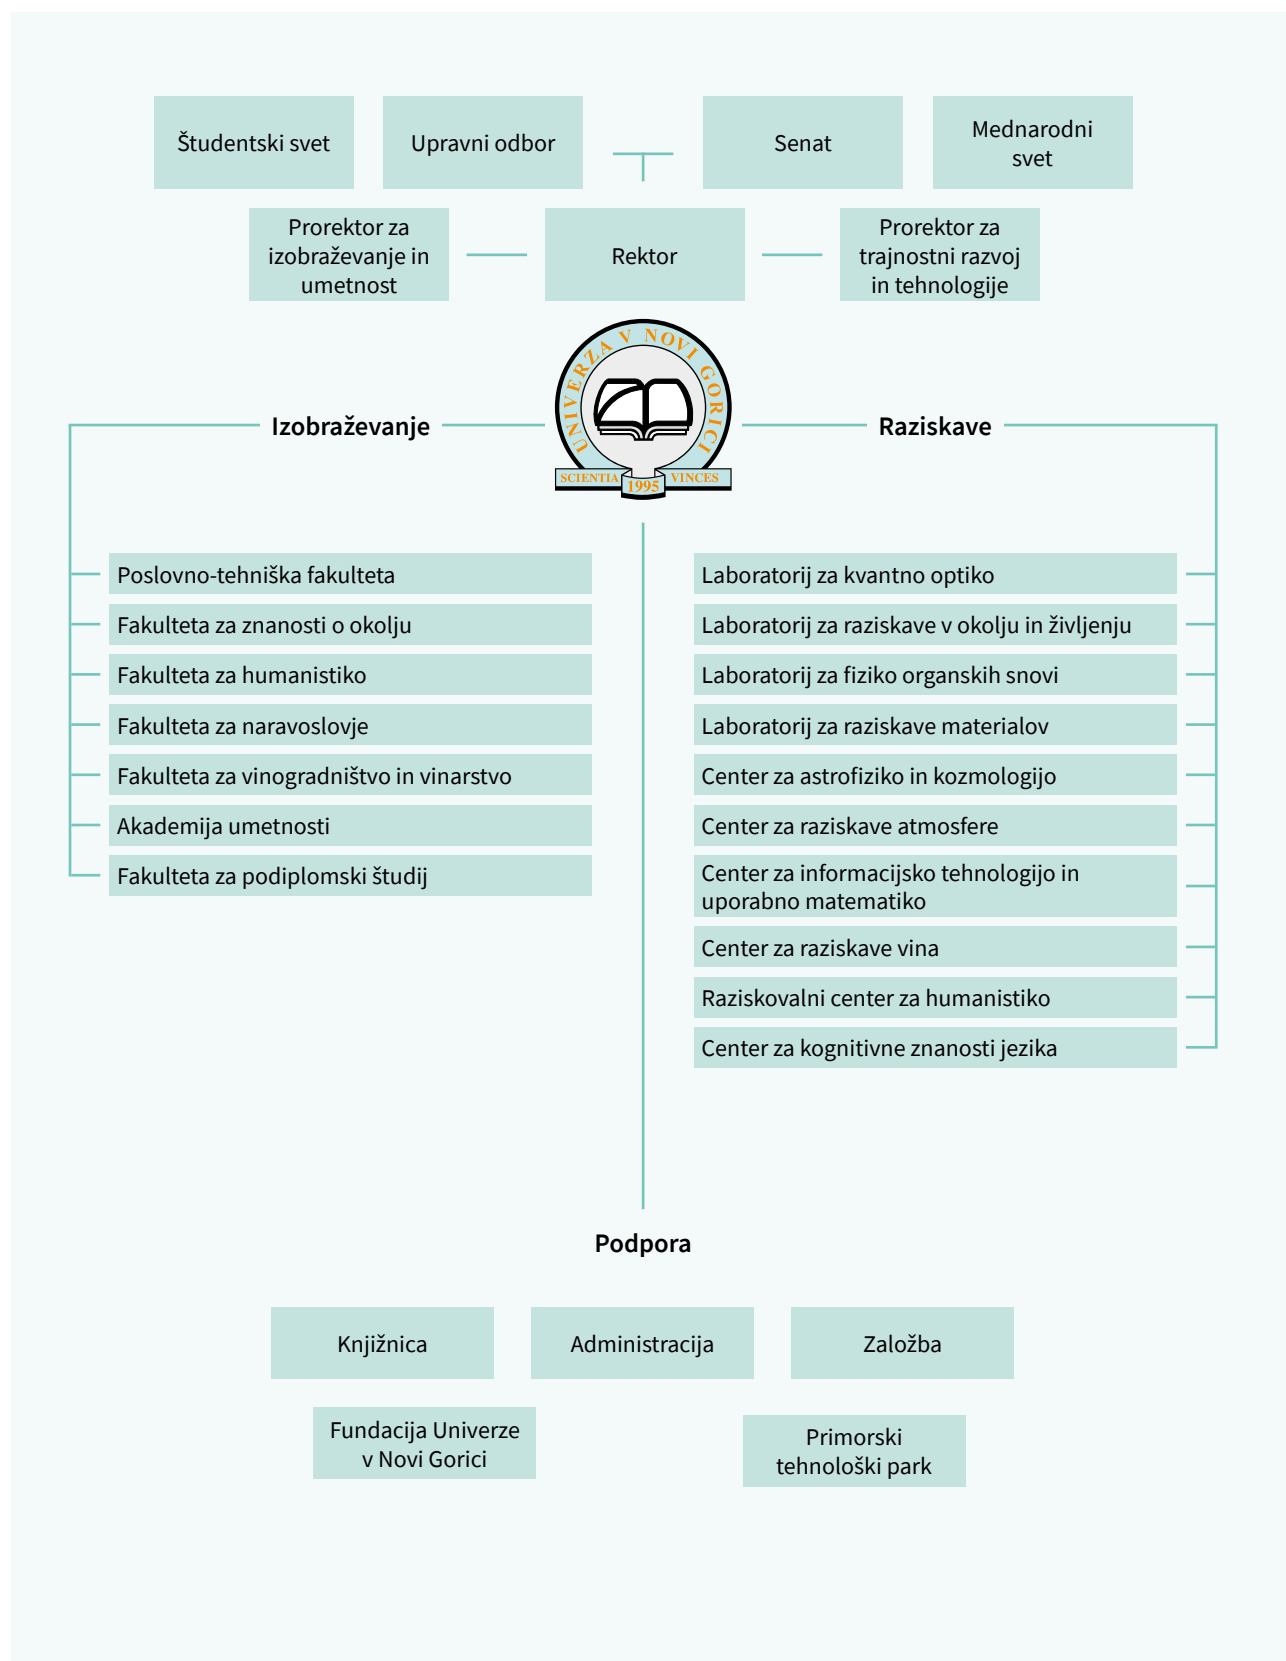 Študentski svet
Upravni odbor
Senat
Mednarodni
svet
Prorektor za
izobraževanje in
umetnost
Rektor
Prorektor za
trajnostni razvoj
in tehnologije
UNIVERZA V NOVI GORICI
SCIENTIA
1995
VINCES
Izobraževanje
Raziskave
Poslovno-tehniška fakulteta
Fakulteta za znanosti o okolju
Fakulteta za humanistiko
Fakulteta za naravoslovje
Fakulteta za vinogradništvo in vinarstvo
Akademija umetnosti
Fakulteta za podiplomski študij
Laboratorij za kvantno optiko
Laboratorij za raziskave v okolju in življenju
Laboratorij za fiziko organskih snovi
Laboratorij za raziskave materialov
Center za astrofiziko in kozmologijo
Center za raziskave atmosfere
Center za informacijsko tehnologijo in
uporabno matematiko
Center za raziskave vina
Raziskovalni center za humanistiko
Center za kognitivne znanosti jezika
Podpora
Knjižnica
Administracija
Založba
Fundacija Univerze
v Novi Gorici
Primorski
tehnološki park